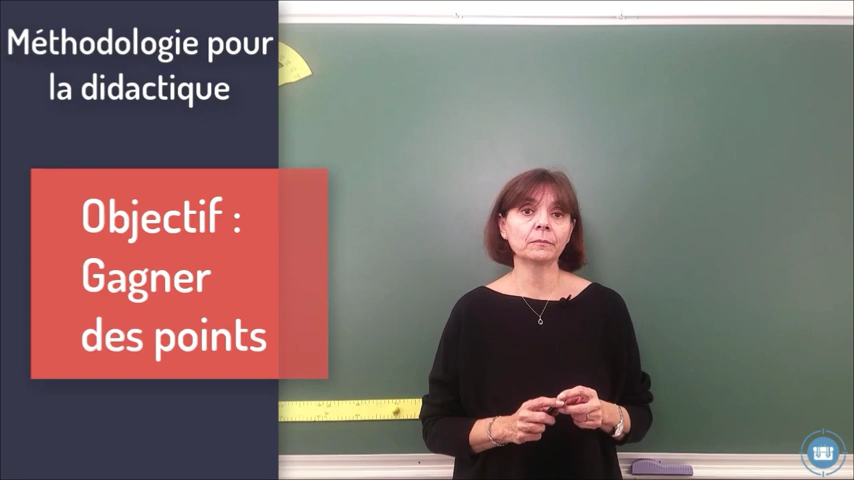 Méthodologie pour
la didactique
Objectif :
Gagner
des points